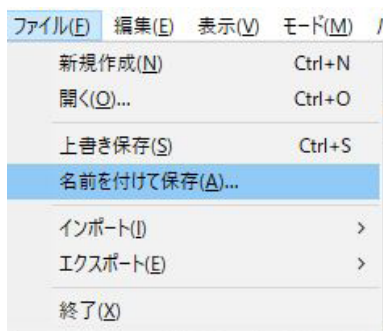 ファイル(F) 編集(E) 表示(V) モード(M)
新規作成(N) Ctrl+N
開く(O)... Ctrl+O
上書き保存(S) Ctrl+S
名前を付けて保存(A)...
インポート(I) >
エクスポート(E) >
終了(X)